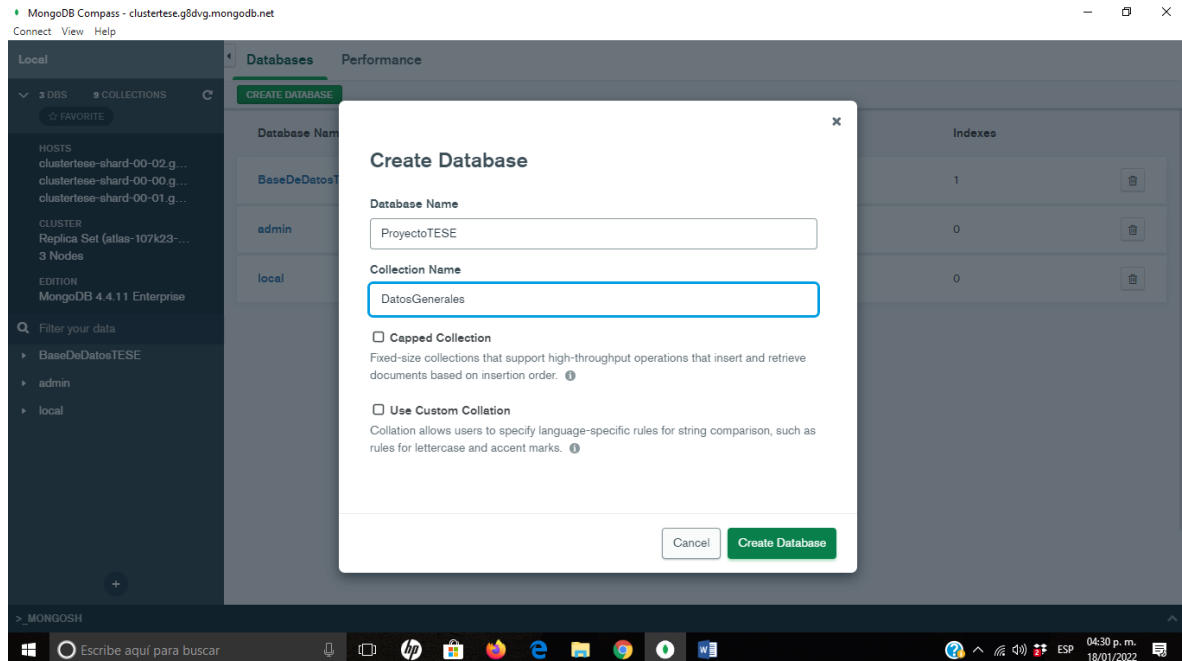 MongoDB Compass - clustertese.g8dvg.mongodb.net
Connect View Help
Local
Databases Performance
3 DBS 9 COLLECTIONS
FAVORITE
CREATE DATABASE
HOSTS
clustertese-shard-00-02.g...
clustertese-shard-00-00.g...
clustertese-shard-00-01.g...
CLUSTER
Replica Set (atlas-107k23-...
3 Nodes
EDITION
MongoDB 4.4.11 Enterprise
Filter your data
BaseDeDatosTESE
admin
local
Database Nam
Indexes
BaseDeDatosT
1
admin
0
local
0
Create Database
Database Name
ProyectoTESE
Collection Name
DatosGenerales
Capped Collection
Fixed-size collections that support high-throughput operations that insert and retrieve
documents based on insertion order.
Use Custom Collation
Collation allows users to specify language-specific rules for string comparison, such as
rules for lettercase and accent marks.
Cancel Create Database
>_MONGOSH
Escribe aquí para buscar
ESP
04:30 p. m.
18/01/2022